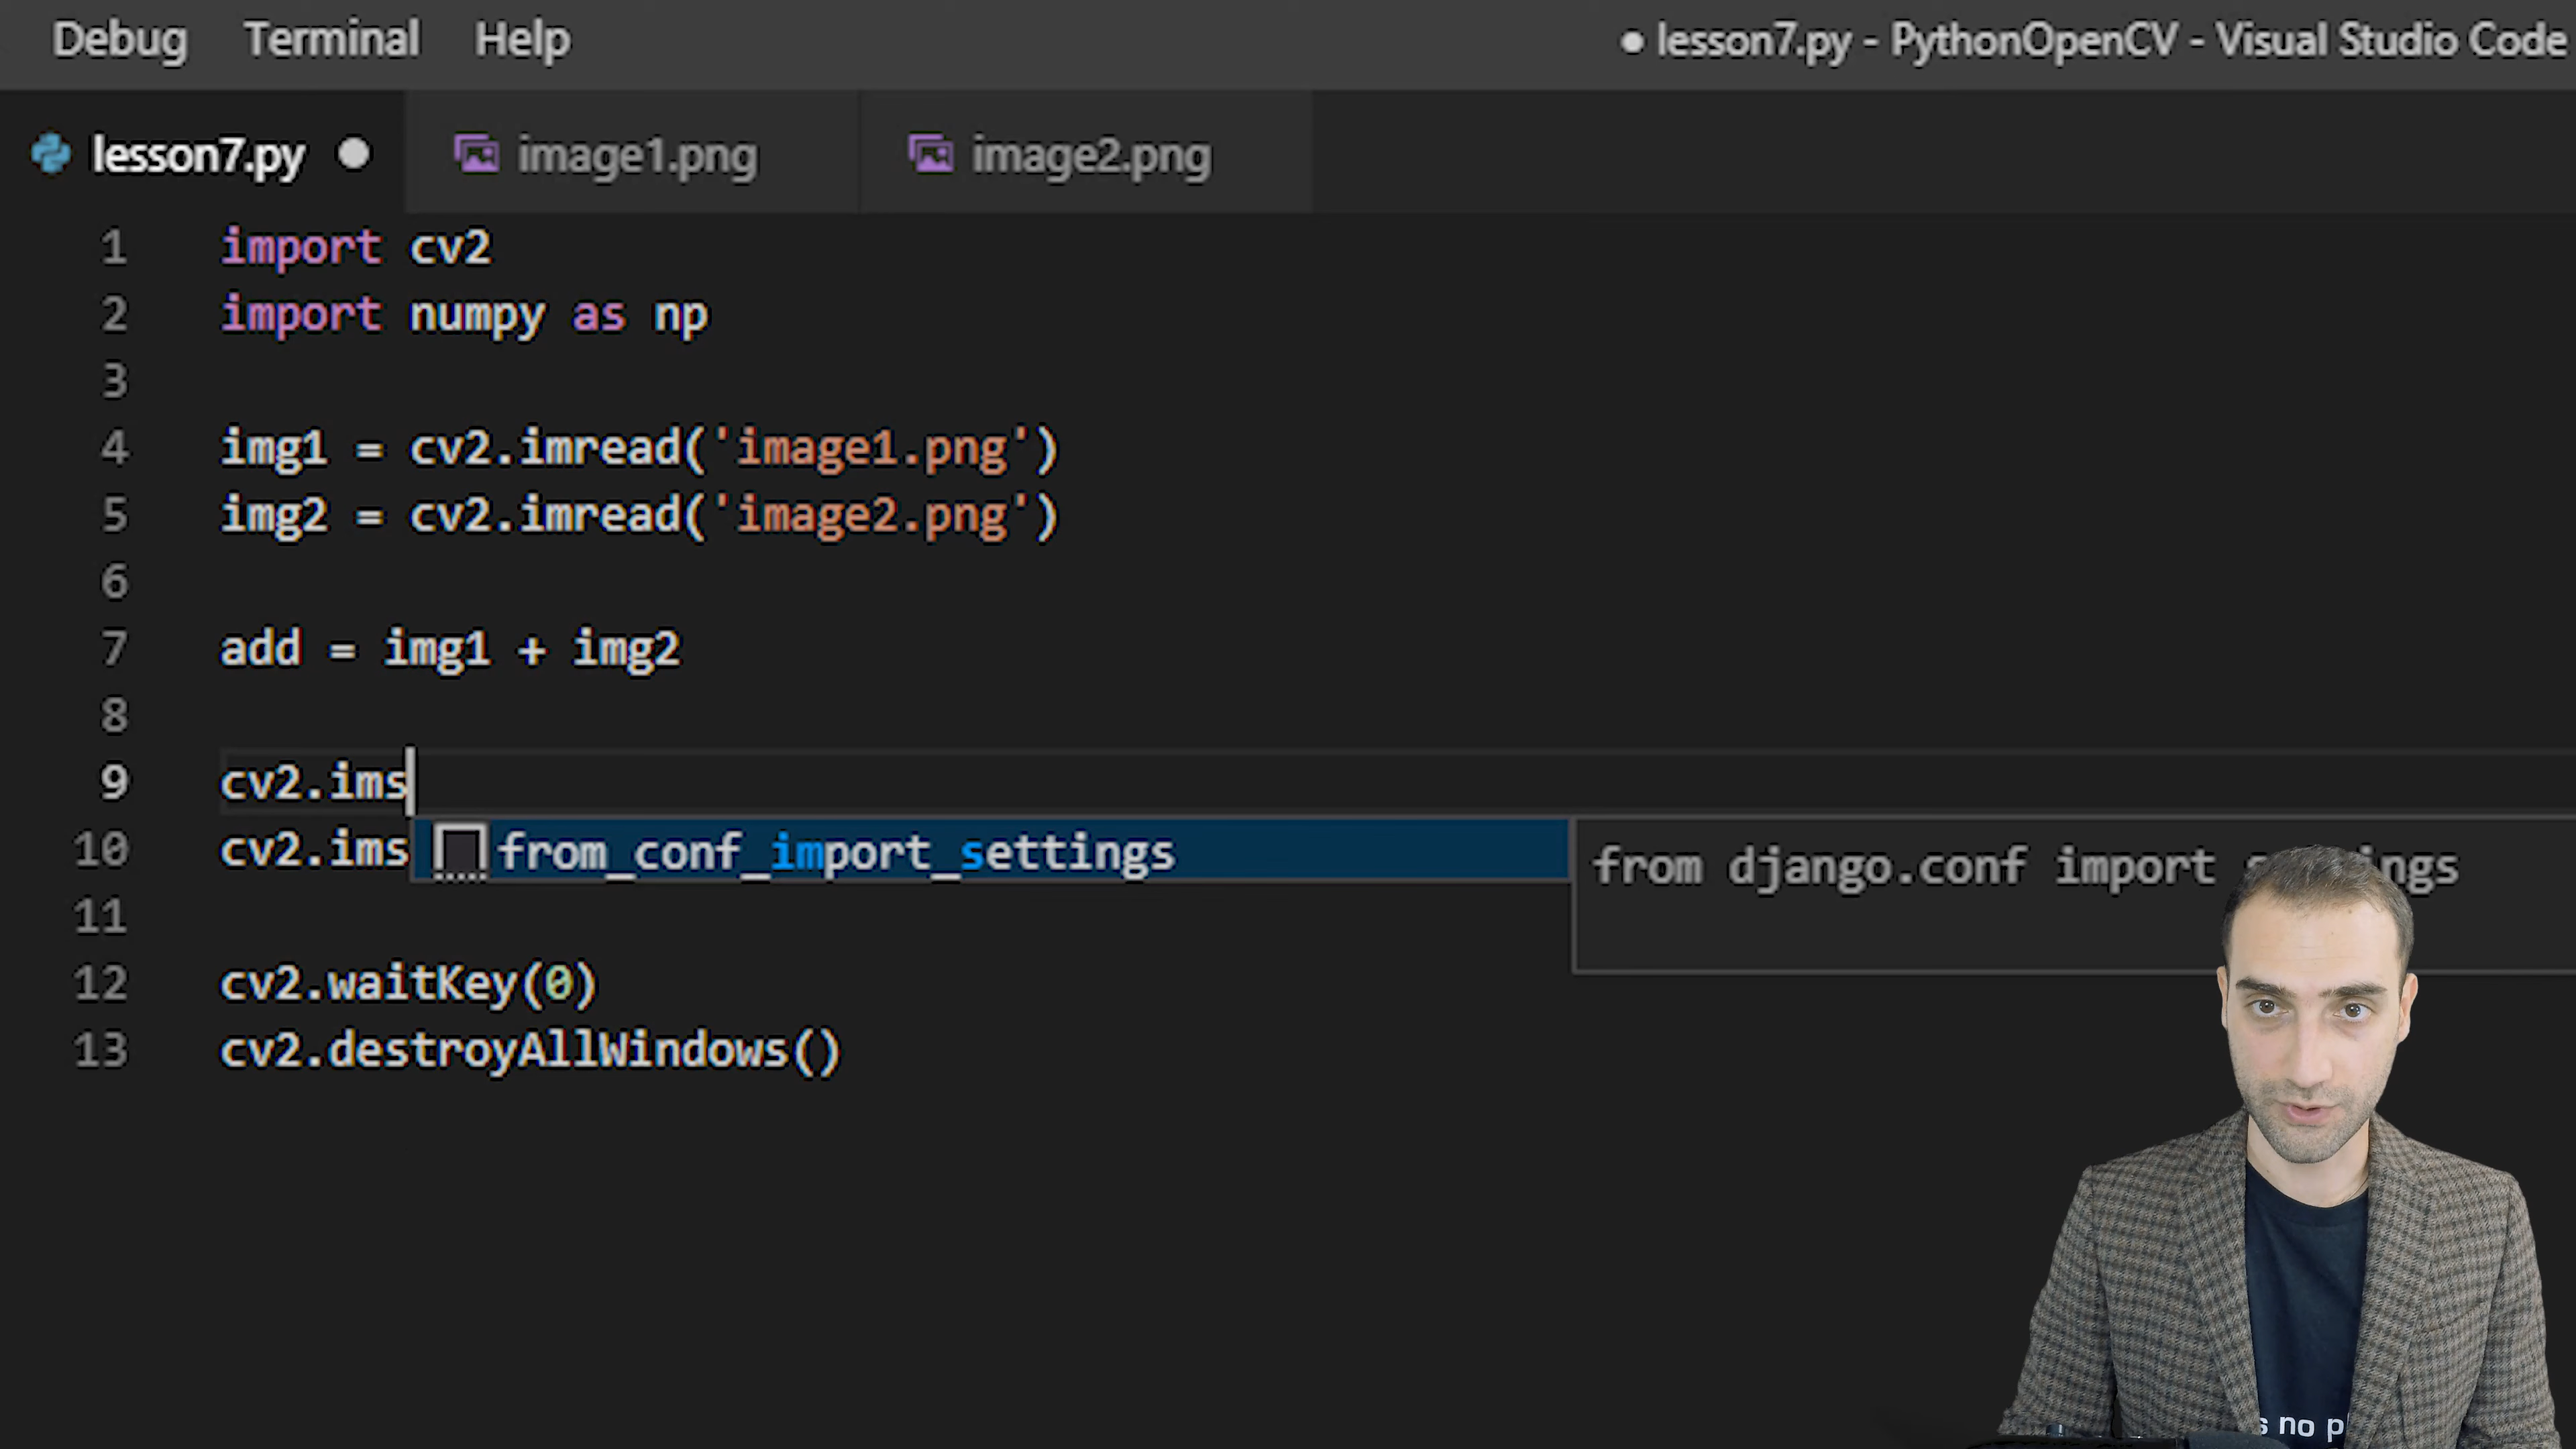 Debug Terminal Help
● lesson7.py - PythonOpenCV - Visual Studio Code
lesson7.py ● image1.png image2.png
1 import cv2
2 import numpy as np
3
4 img1 = cv2.imread('image1.png')
5 img2 = cv2.imread('image2.png')
6
7 add = img1 + img2
8
9 cv2.ims
10 cv2.ims
from_conf_import_settings
from django.conf import
11
12 cv2.waitKey(0)
13 cv2.destroyAllWindows()
no